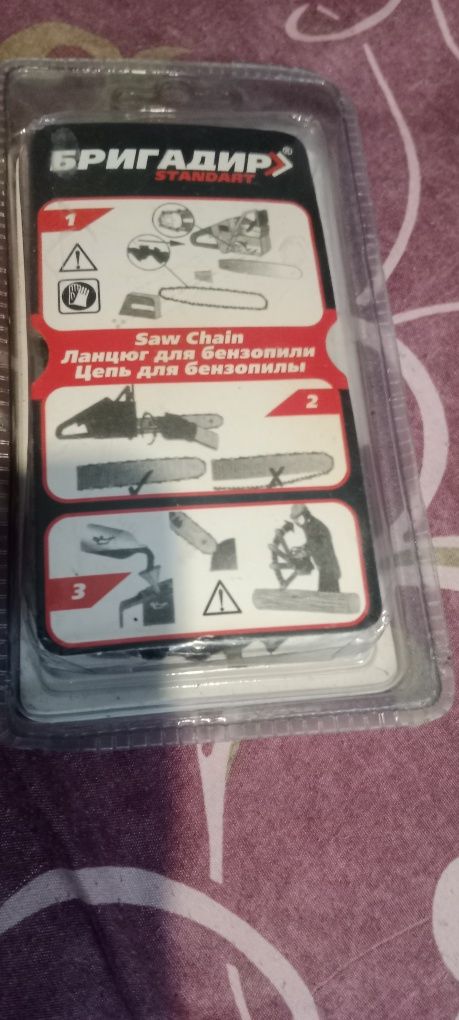 БРИГАДИР®
STANDART
1
Saw Chain
Ланцюг для бензопили
Цепь для бензопилы
2
3